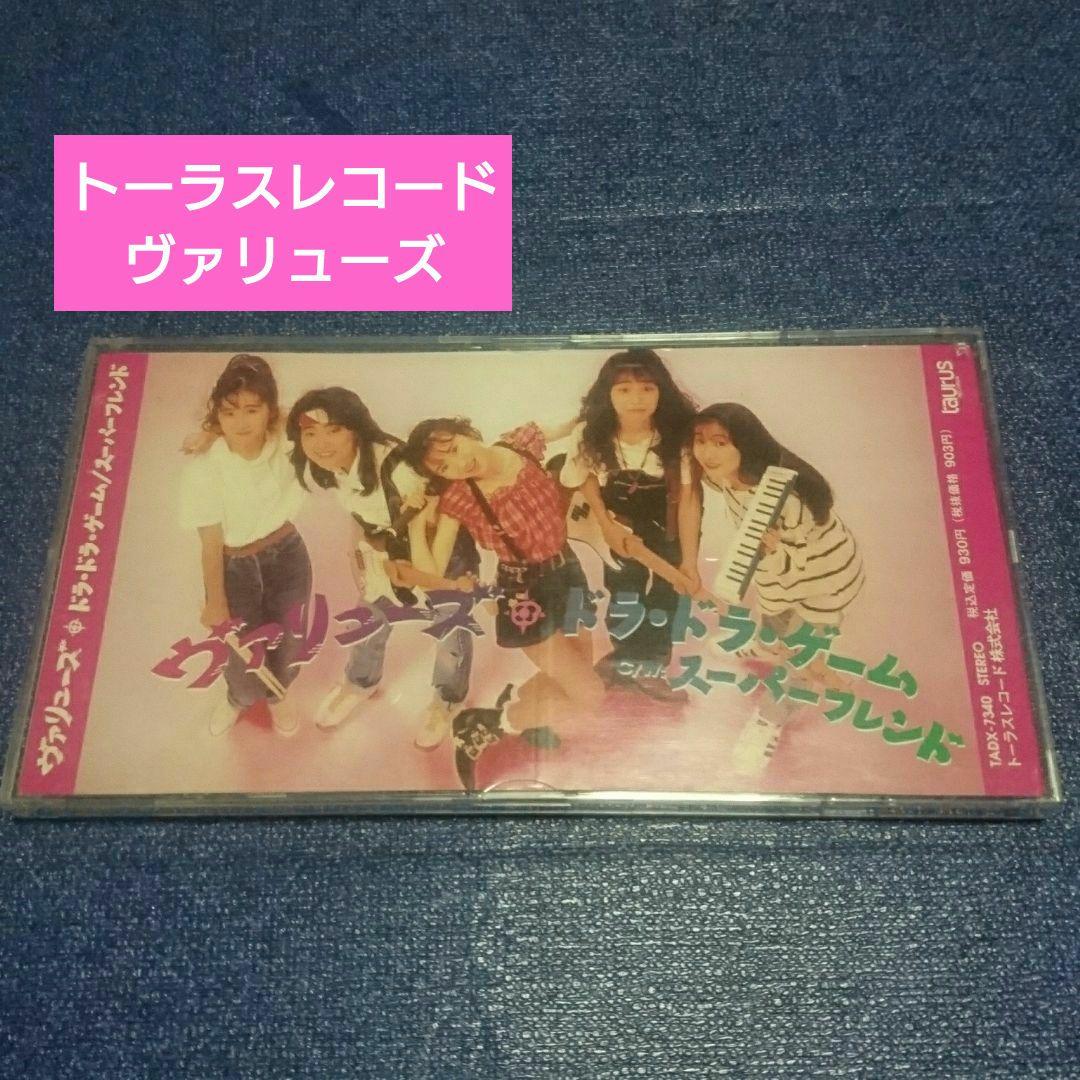 トーラスレコード
ヴァリューズ
ヴァリューズ ドラ・ドラ・ゲーム/スーパーフレンド
ヴァリューズ ドラ・ドラ・ゲーム
C/W スーパーフレンド
taurus
TADX-7340 STEREO 税込定価 930円 (税抜価格 903円)
トーラスレコード株式会社